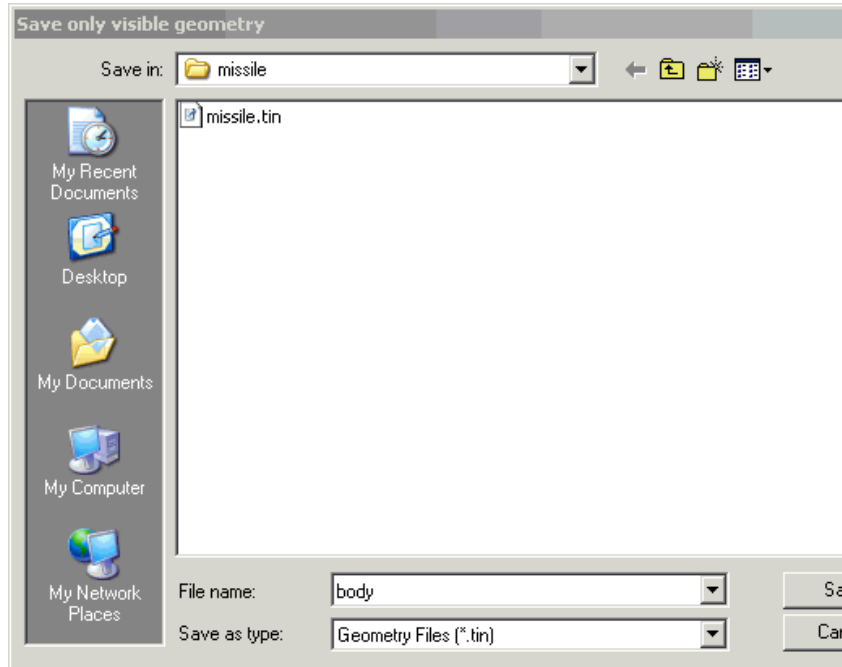 Save only visible geometry
Save in: missile
missile.tin
My Recent
Documents
Desktop
My Documents
My Computer
My Network
Places
File name: body
Save as type: Geometry Files (*.tin)